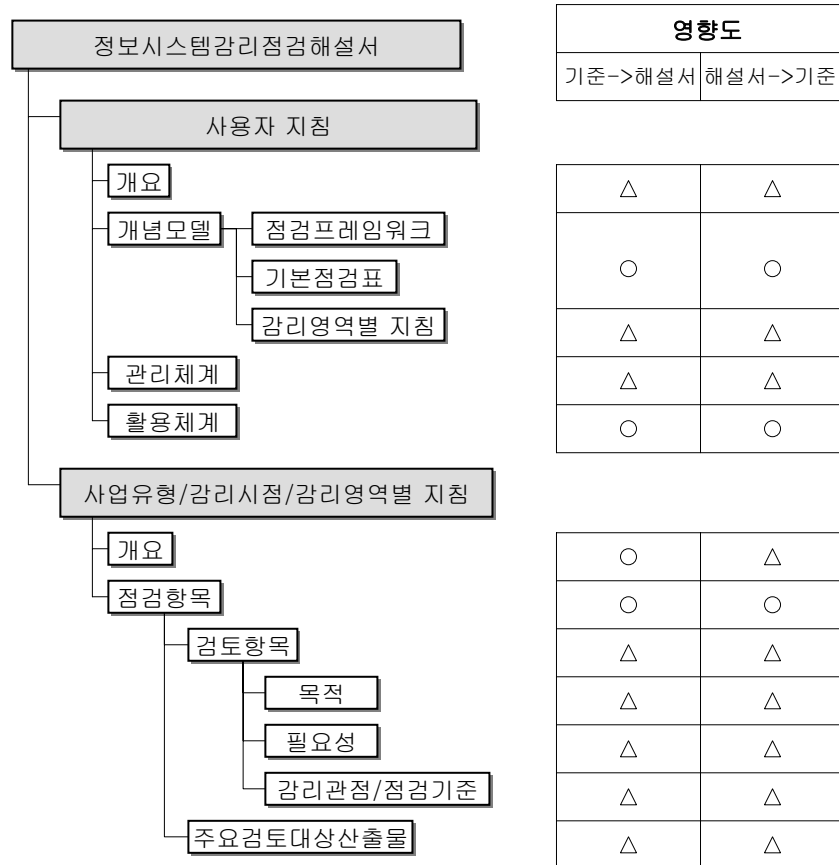 정보시스템감리점검해설서
영향도
기준->해설서 해설서->기준
사용자 지침
개요 △ △
개념모델 점검프레임워크
기본점검표 ○ ○
감리영역별 지침 △ △
관리체계 △ △
활용체계 ○ ○
사업유형/감리시점/감리영역별 지침
개요 ○ △
점검항목 ○ ○
검토항목 △ △
목적 △ △
필요성 △ △
감리관점/점검기준 △ △
주요검토대상산출물 △ △